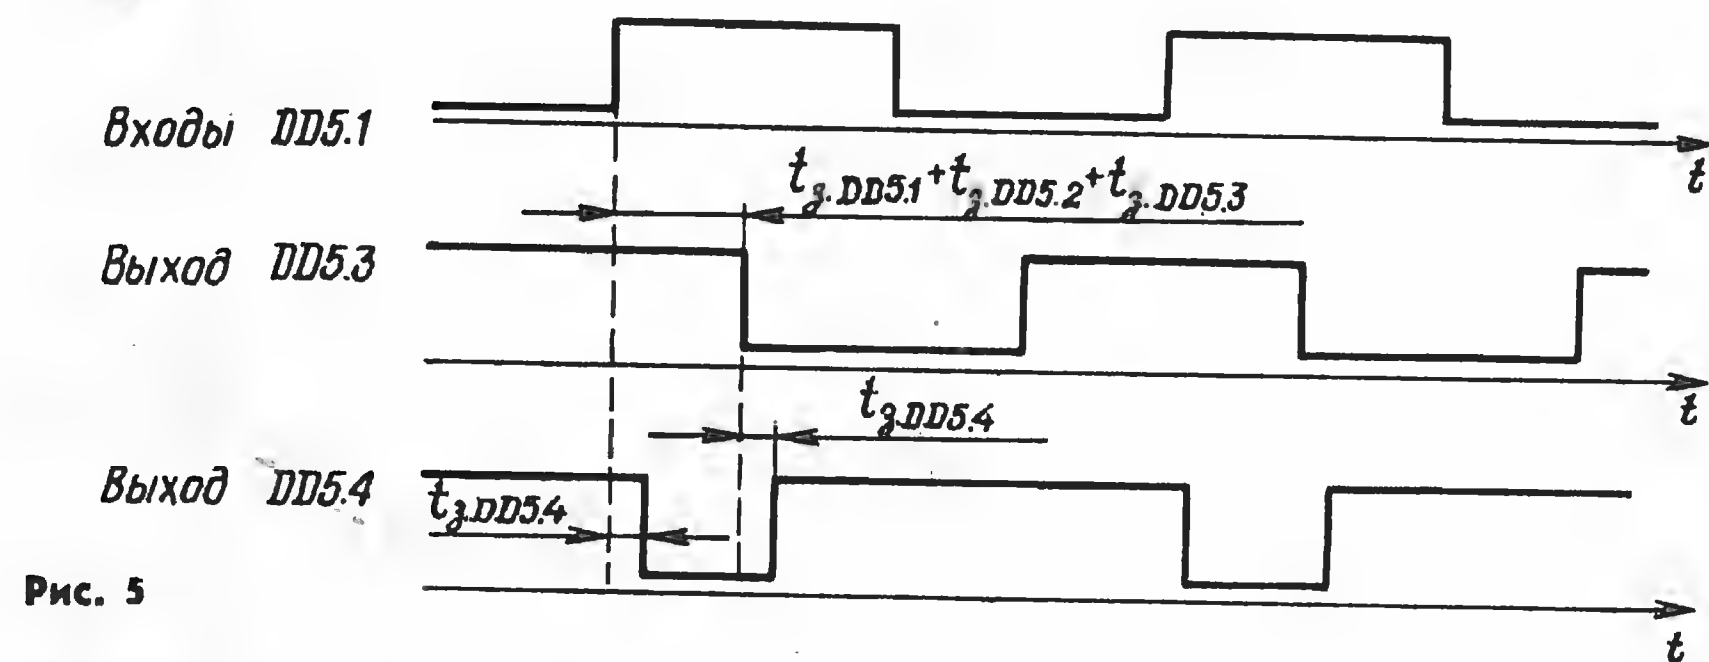 Входы DD5.1
t
tз.DD5.1+tз.DD5.2+tз.DD5.3
Выход DD5.3
t
tз.DD5.4
Выход DD5.4
tз.DD5.4
Рис. 5
t